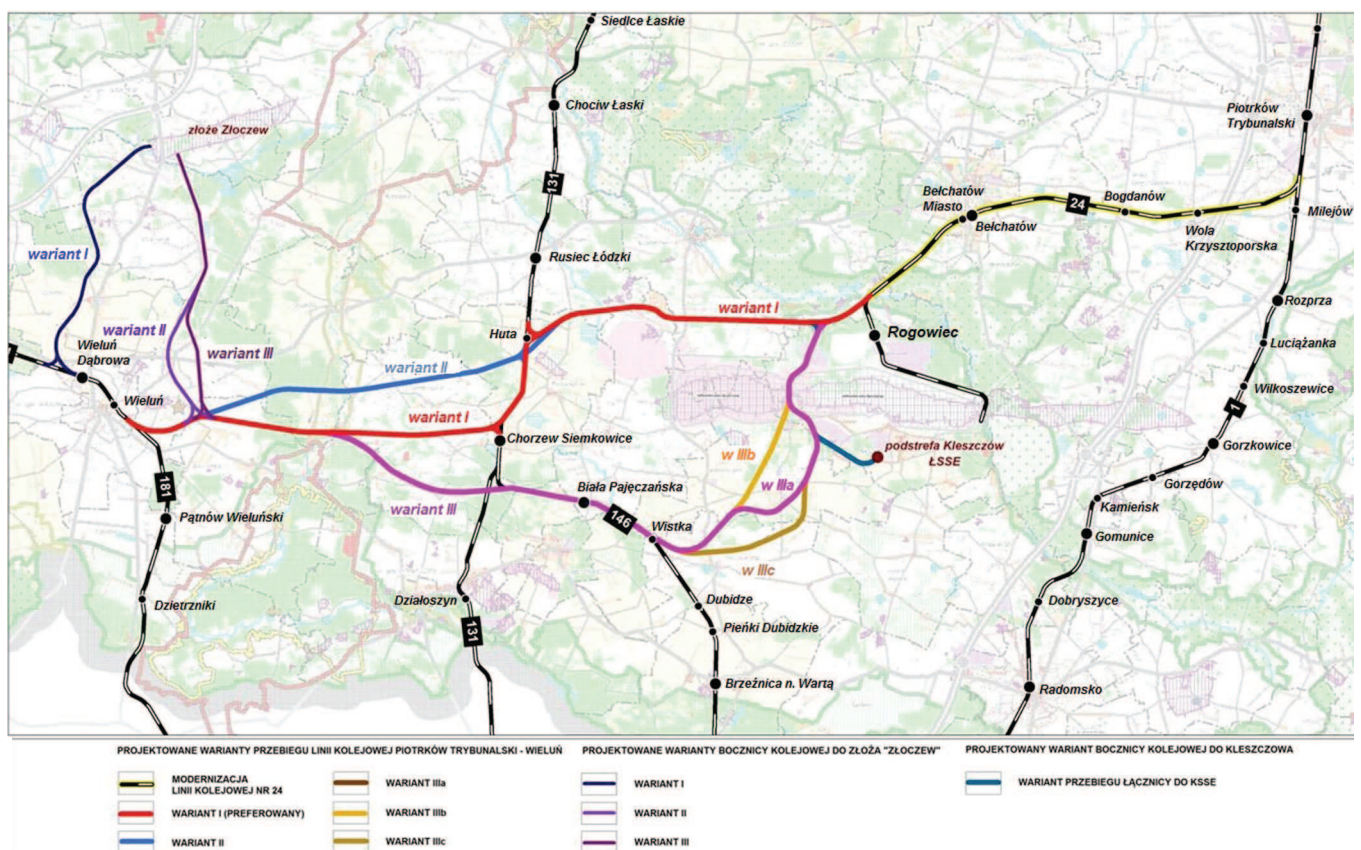 Siedlce Łaskie
Chociw Łaski
złoże Złoczew
131
Piotrków
Trybunalski
Bełchatów
Miasto
Bełchatów
24
Bogdanów
Wola
Krzysztoporska
Milejów
wariant I
Rusiec Łódzki
Rozprza
wariant II
wariant III
Huta
wariant I
Rogowiec
Luciążanka
Wieluń
Dąbrowa
wariant II
Wilkoszewice
Wieluń
wariant I
1
Chorzew Siemkowice
w IIIb
podstrefa Kleszczów
ŁSSE
Gorzkowice
w IIIa
181
wariant III
Biała Pajęczańska
Gorzędów
Kamieńsk
146
Pątnów Wieluński
Wistka
Gomunice
w IIIc
Dzietrzniki
Działoszyn
Dubidze
Dobryszyce
131
Pieńki Dubidzkie
Brzeźnica n. Wartą
Radomsko
PROJEKTOWANE WARIANTY PRZEBIEGU LINII KOLEJOWEJ PIOTRKÓW TRYBUNALSKI - WIELUŃ
MODERNIZACJA
LINII KOLEJOWEJ NR 24
WARIANT I (PREFEROWANY)
WARIANT II
WARIANT IIIa
WARIANT IIIb
WARIANT IIIc
PROJEKTOWANE WARIANTY BOCZNICY KOLEJOWEJ DO ZŁOŻA "ZŁOCZEW"
WARIANT I
WARIANT II
WARIANT III
PROJEKTOWANY WARIANT BOCZNICY KOLEJOWEJ DO KLESZCZOWA
WARIANT PRZEBIEGU ŁĄCZNICY DO KSSE